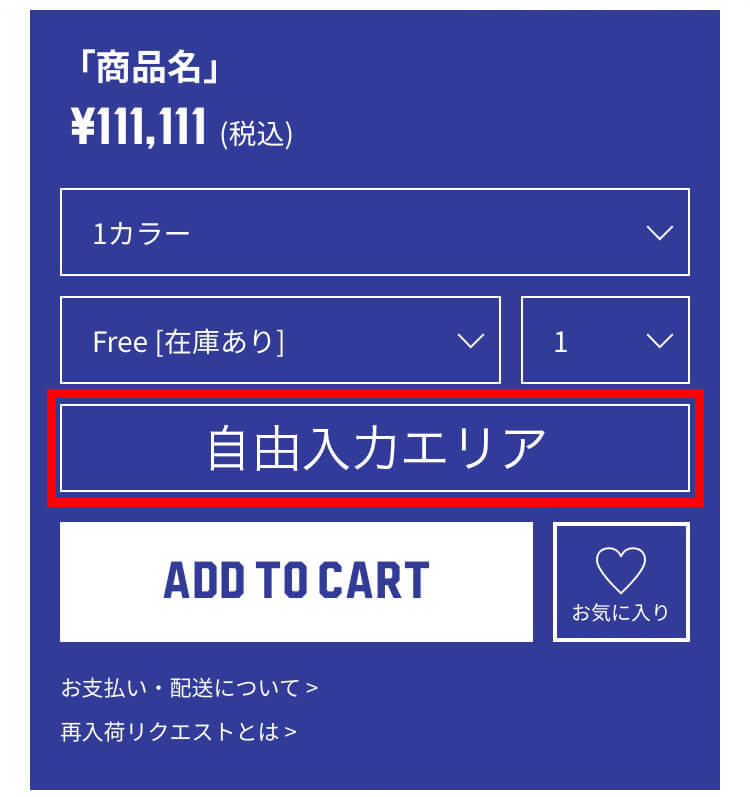 「商品名」
¥111,111 (税込)
1カラー
Free [在庫あり] 1
自由入力エリア
ADD TO CART
お気に入り
お支払い・配送について >
再入荷リクエストとは >